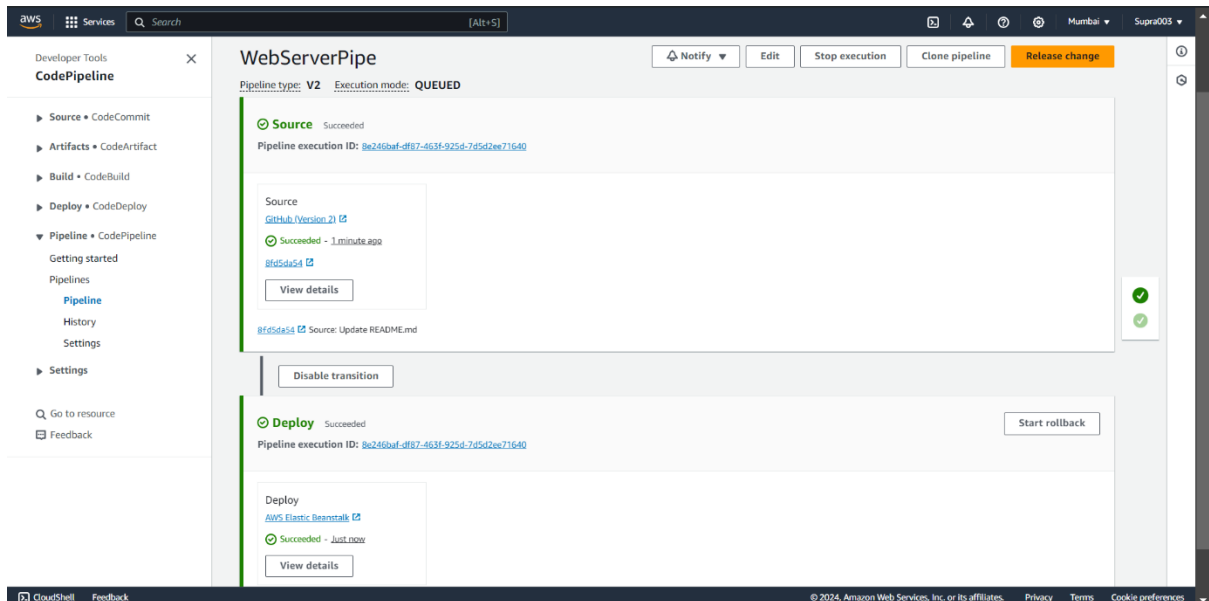 aws Services Search [Alt+S] Mumbai Supra003
Developer Tools
CodePipeline
Source • CodeCommit
Artifacts • CodeArtifact
Build • CodeBuild
Deploy • CodeDeploy
Pipeline • CodePipeline
Getting started
Pipelines
Pipeline
History
Settings
Settings
Go to resource
Feedback
WebServerPipe
Notify Edit Stop execution Clone pipeline Release change
Pipeline type: V2 Execution mode: QUEUED
Source Succeeded
Pipeline execution ID: 8e246baf-df87-463f-925d-7d5d2ee71640
Source
GitHub (Version 2)
Succeeded - 1 minute ago
8fd5da54
View details
8fd5da54 Source: Update README.md
Disable transition
Deploy Succeeded
Start rollback
Pipeline execution ID: 8e246baf-df87-463f-925d-7d5d2ee71640
Deploy
AWS Elastic Beanstalk
Succeeded - Just now
View details
CloudShell Feedback © 2024, Amazon Web Services, Inc. or its affiliates. Privacy Terms Cookie preferences